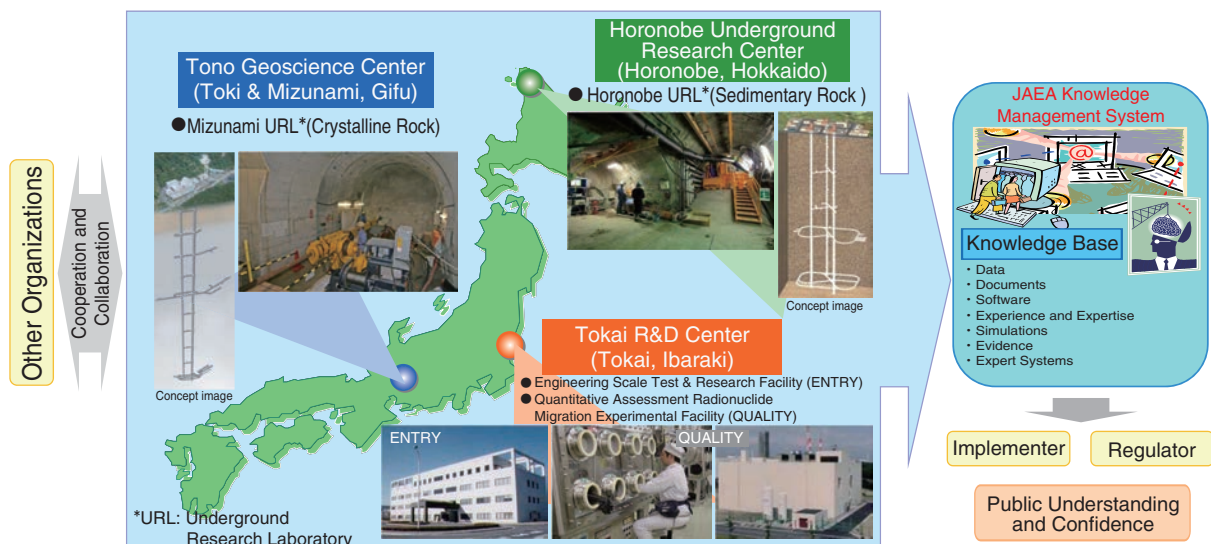 Other Organizations
Cooperation and
Collaboration
Tono Geoscience Center
(Toki & Mizunami, Gifu)
●Mizunami URL*(Crystalline Rock)
Concept image
Horonobe Underground
Research Center
(Horonobe, Hokkaido)
● Horonobe URL*(Sedimentary Rock )
Concept image
Tokai R&D Center
(Tokai, Ibaraki)
● Engineering Scale Test & Research Facility (ENTRY)
● Quantitative Assessment Radionuclide
Migration Experimental Facility (QUALITY)
ENTRY
QUALITY
*URL: Underground
Research Laboratory
JAEA Knowledge
Management System
@
Knowledge Base
・Data
・Documents
・Software
・Experience and Expertise
・Simulations
・Evidence
・Expert Systems
Implementer
Regulator
Public Understanding
and Confidence